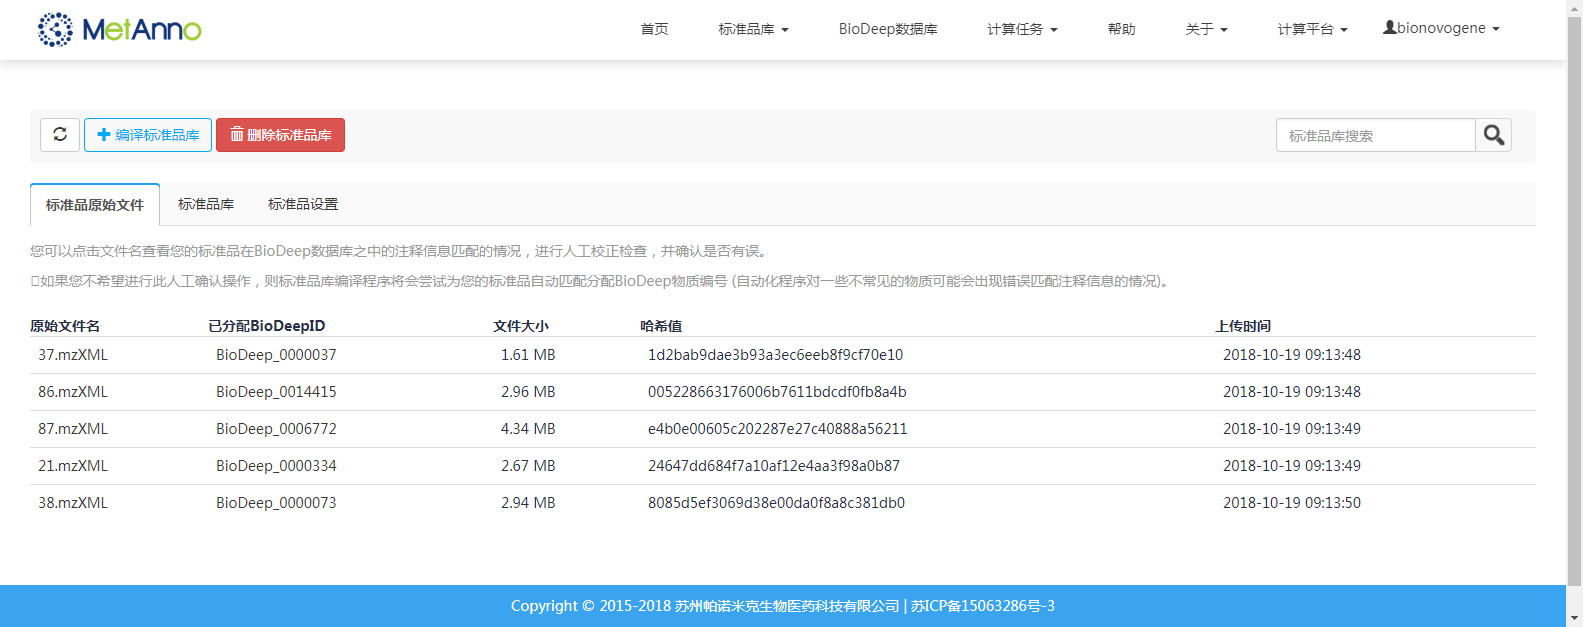 MetAnno
首页 标准品库 BioDeep数据库 计算任务 帮助 关于 计算平台 bionovogene
编译标准品库 删除标准品库 标准品库搜索
标准品原始文件 标准品库 标准品设置
您可以点击文件名查看您的标准品在BioDeep数据库之中的注释信息匹配的情况，进行人工校正检查，并确认是否有误。
如果您不希望进行此人工确认操作，则标准品库编译程序将会尝试为您的标准品自动匹配分配BioDeep物质编号 (自动化程序对一些不常见的物质可能会出现错误匹配注释信息的情况)。
原始文件名 已分配BioDeepID 文件大小 哈希值 上传时间
37.mzXML BioDeep_0000037 1.61 MB 1d2bab9dae3b93a3ec6eeb8f9cf70e10 2018-10-19 09:13:48
86.mzXML BioDeep_0014415 2.96 MB 005228663176006b7611bdcdf0fb8a4b 2018-10-19 09:13:48
87.mzXML BioDeep_0006772 4.34 MB e4b0e00605c202287e27c40888a56211 2018-10-19 09:13:49
21.mzXML BioDeep_0000334 2.67 MB 24647dd684f7a10af12e4aa3f98a0b87 2018-10-19 09:13:49
38.mzXML BioDeep_0000073 2.94 MB 8085d5ef3069d38e00da0f8a8c381db0 2018-10-19 09:13:50
Copyright © 2015-2018 苏州帕诺米克生物医药科技有限公司 | 苏ICP备15063286号-3